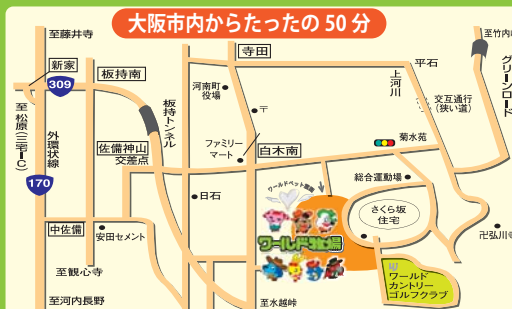 大阪市内からたったの50分
至藤井寺
寺田
至竹内
新家
板持南
平石
グリーンロード
309
河南町
役場
上河川
交互通行
(狭い道)
〒
至松原(三宅IC)
外環状線
板持トンネル
菊水苑
ファミリー
マート
白木南
佐備神山
交差点
170
総合運動場
ワールドペット霊園
日石
さくら坂
住宅
中佐備
安田セメント
ワールド牧場
卍弘川寺
至観心寺
ワールド
カントリー
ゴルフクラブ
至河内長野
至水越峠